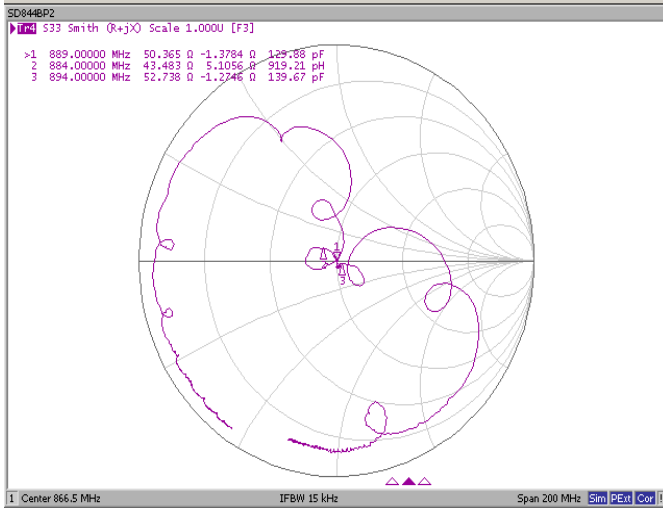 SD844BP2
Tr4 S33 Smith (R+jX) Scale 1.000U [F3]
>1 889.00000 MHz 50.365 Ω -1.3784 Ω 129.88 pF
2 884.00000 MHz 43.483 Ω 5.1056 Ω 919.21 pH
3 894.00000 MHz 52.738 Ω -1.2746 Ω 139.67 pF
1
3
1 Center 866.5 MHz IFBW 15 kHz Span 200 MHz Sim PExt Cor !